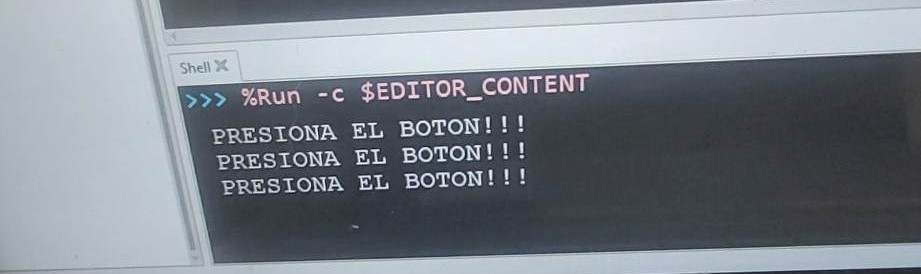 Shell
>>> %Run -c $EDITOR_CONTENT
PRESIONA EL BOTON!!!
PRESIONA EL BOTON!!!
PRESIONA EL BOTON!!!